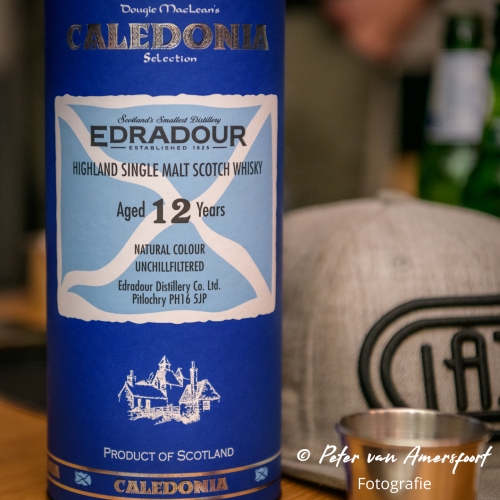 Dougie MacLean's
CALEDONIA
Selection
Scotland's Smallest Distillery
EDRADOUR
ESTABLISHED 1825
HIGHLAND SINGLE MALT SCOTCH WHISKY
Aged 12 Years
NATURAL COLOUR
UNCHILLFILTERED
Edradour Distillery Co. Ltd.
Pitlochry PH16 5JP
PRODUCT OF SCOTLAND
CALEDONIA
© Peter van Amersfoort
Fotografie